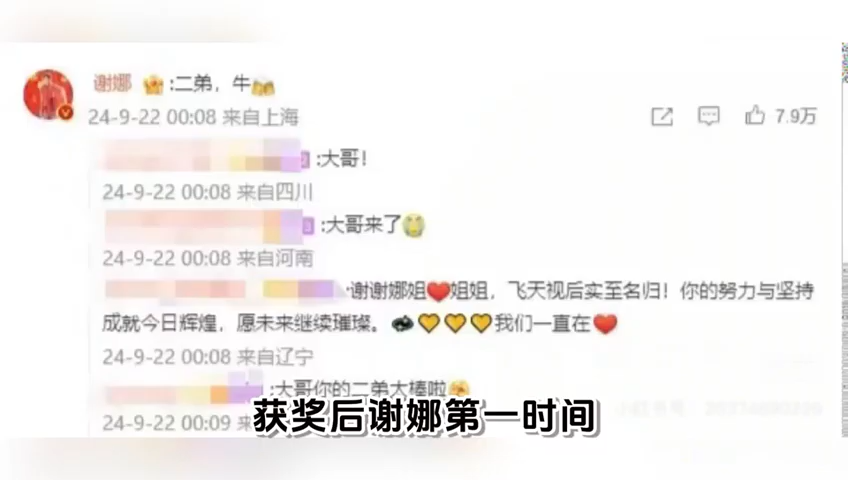 谢娜 :二弟，牛🍻
24-9-22 00:08 来自上海
7.9万
:大哥！
24-9-22 00:08 来自四川
:大哥来了😭
24-9-22 00:08 来自河南
:谢谢娜姐❤️姐姐，飞天视后实至名归！你的努力与坚持
成就今日辉煌，愿未来继续璀璨。💛💛💛我们一直在❤️
24-9-22 00:08 来自辽宁
:大哥你的二弟大棒啦
24-9-22 00:09
获奖后谢娜第一时间